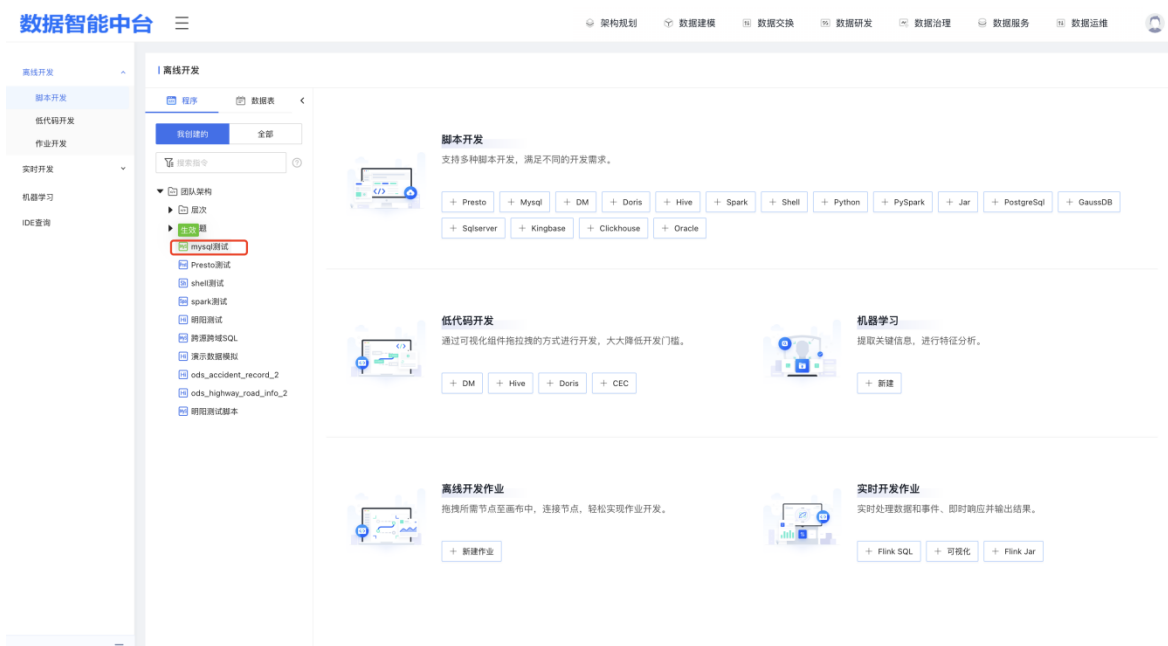 数据智能中台
架构规划 数据建模 数据交换 数据研发 数据治理 数据服务 数据运维
离线开发
脚本开发
低代码开发
作业开发
实时开发
机器学习
IDE查询
离线开发
程序 数据表
我创建的 全部
搜索指令
团队架构
层次
生效 题
mysql测试
Presto测试
shell测试
spark测试
明阳测试
跨源跨域SQL
演示数据模拟
ods_accident_record_2
ods_highway_road_info_2
明阳测试脚本
脚本开发
支持多种脚本开发，满足不同的开发需求。
+ Presto + Mysql + DM + Doris + Hive + Spark + Shell + Python + PySpark + Jar + PostgreSql + GaussDB
+ Sqlserver + Kingbase + Clickhouse + Oracle
低代码开发
通过可视化组件拖拉拽的方式进行开发，大大降低开发门槛。
+ DM + Hive + Doris + CEC
机器学习
提取关键信息，进行特征分析。
+ 新建
离线开发作业
拖拽所需节点至画布中，连接节点，轻松实现作业开发。
+ 新建作业
实时开发作业
实时处理数据和事件、即时响应并输出结果。
+ Flink SQL + 可视化 + Flink Jar